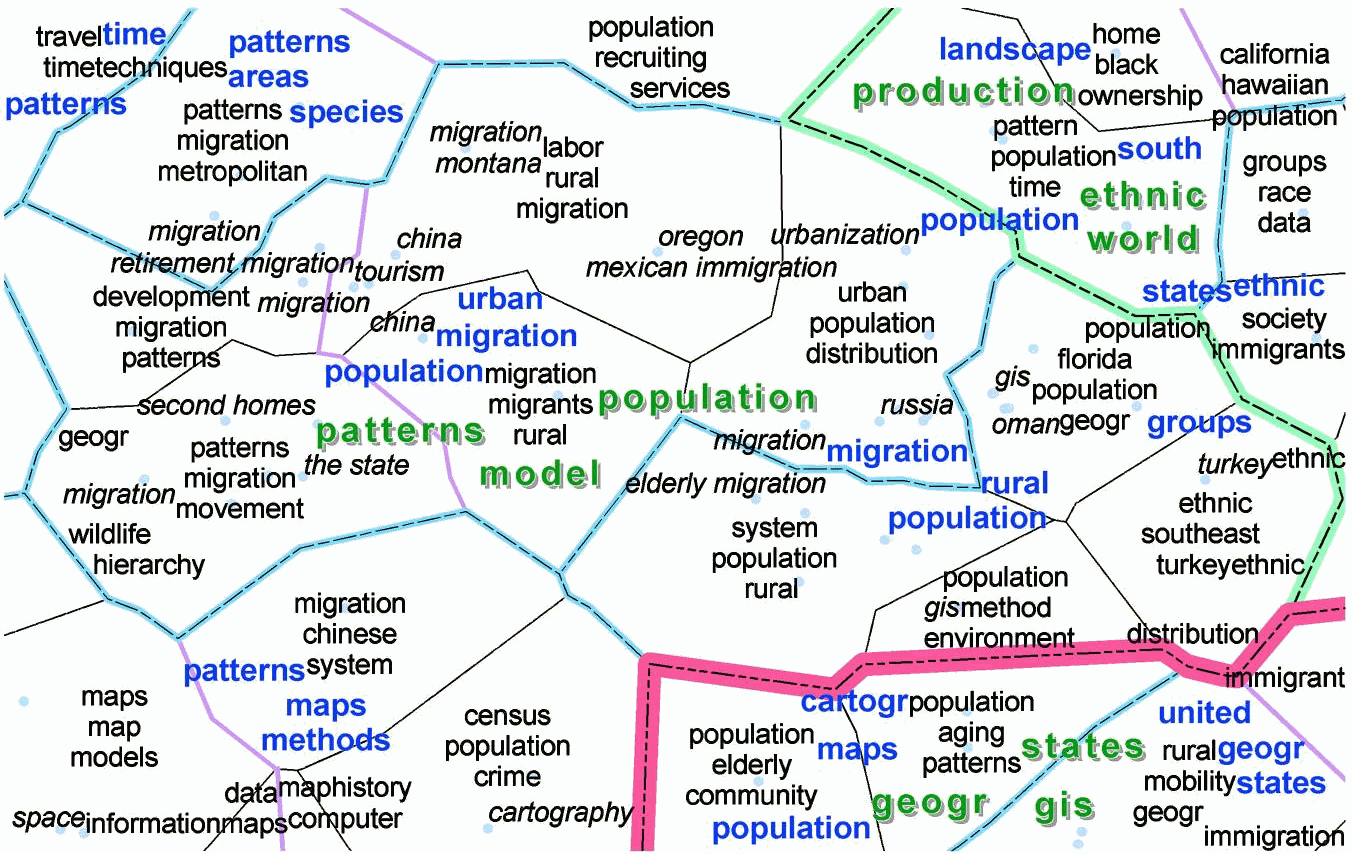 traveltime
timetechniques
patterns
patterns
areas
species
patterns
migration
metropolitan
population
recruiting
services
migration
montana
labor
rural
migration
landscape
home
black
ownership
production
pattern
population
time
south
ethnic
world
population
california
hawaiian
population
groups
race
data
migration
retirement migration
development
migration
patterns
migration
china
tourism
china
oregon
mexican immigration
urbanization
urban
population
distribution
states
ethnic
society
immigrants
population
florida
population
geogr
gis
oman
groups
urban
migration
population
migration
migrants
rural
population
patterns
model
second homes
geogr
patterns
migration
movement
the state
migration
wildlife
hierarchy
russia
migration
migration
elderly migration
rural
population
system
population
rural
turkey
ethnic
ethnic
southeast
turkeyethnic
population
gismethod
environment
distribution
immigrant
migration
chinese
system
patterns
maps
methods
maps
map
models
census
population
crime
cartography
data
maphistory
space
informationmaps
computer
cartogr
population
aging
patterns
population
elderly
community
maps
population
states
geogr
gis
united
rural
geogr
mobility
states
geogr
immigration